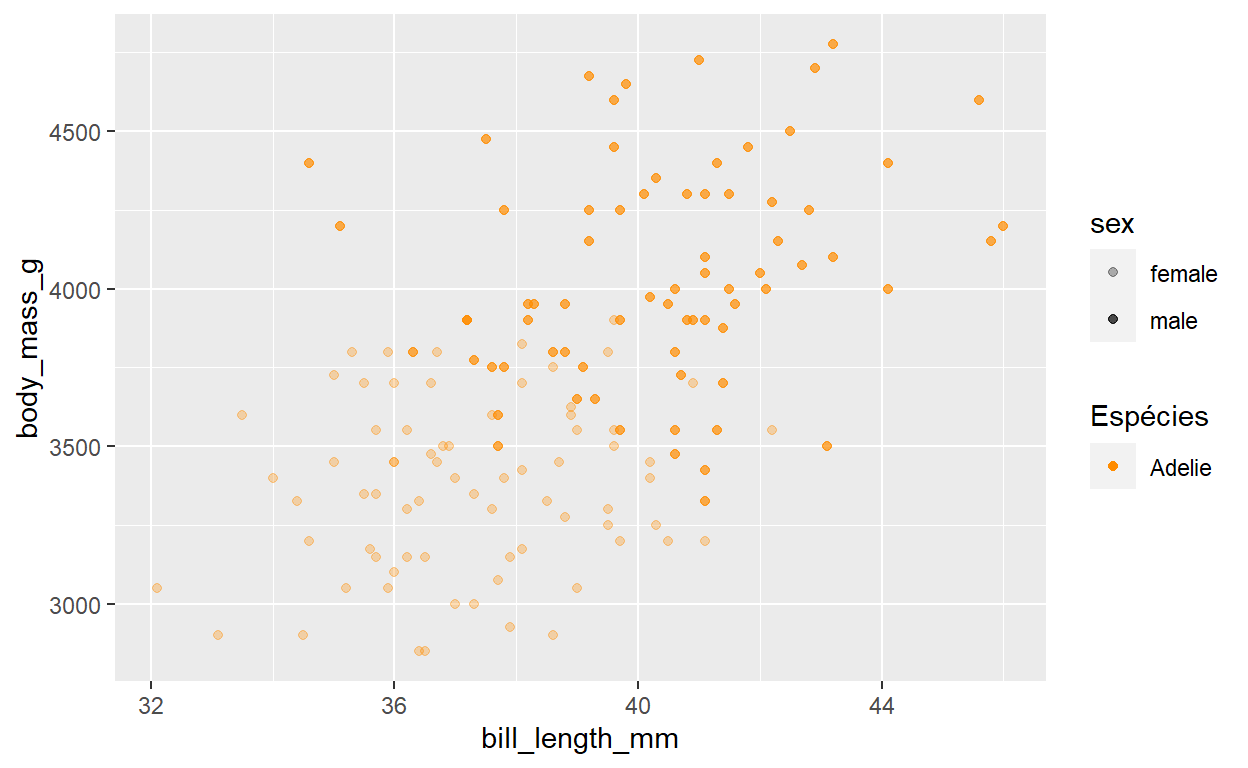 4500
4000
3500
3000
body_mass_g
32 36 40 44
bill_length_mm
sex
female
male
Espécies
Adelie